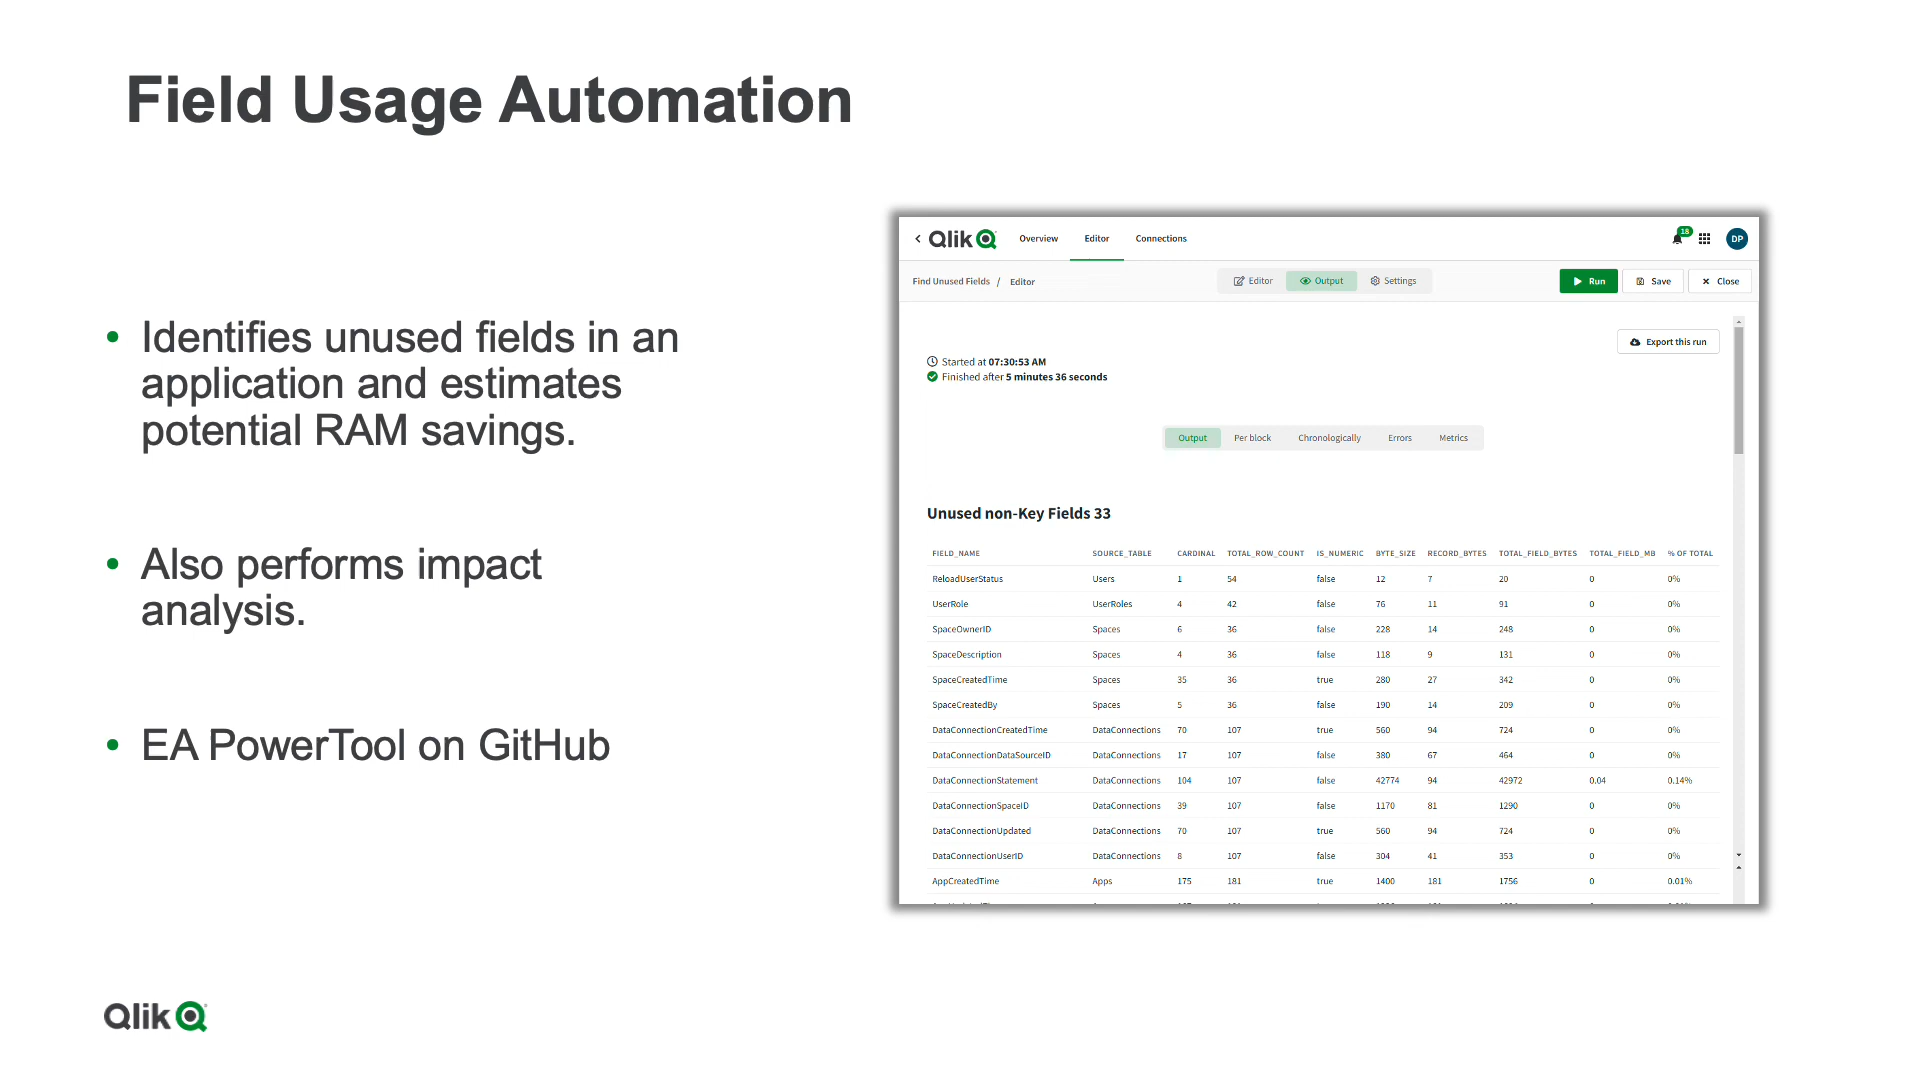 Field Usage Automation
• Identifies unused fields in an
application and estimates
potential RAM savings.
• Also performs impact
analysis.
• EA PowerTool on GitHub
Qlik
Qlik Overview Editor Connections 18 DP
Find Unused Fields / Editor Editor Output Settings Run Save Close
Export this run
Started at 07:30:53 AM
Finished after 5 minutes 36 seconds
Output Per block Chronologically Errors Metrics
Unused non-Key Fields 33
FIELD_NAME SOURCE_TABLE CARDINAL TOTAL_ROW_COUNT IS_NUMERIC BYTE_SIZE RECORD_BYTES TOTAL_FIELD_BYTES TOTAL_FIELD_MB % OF TOTAL
ReloadUserStatus Users 1 54 false 12 7 20 0 0%
UserRole UserRoles 4 42 false 76 11 91 0 0%
SpaceOwnerID Spaces 6 36 false 228 14 248 0 0%
SpaceDescription Spaces 4 36 false 118 9 131 0 0%
SpaceCreatedTime Spaces 35 36 true 280 27 342 0 0%
SpaceCreatedBy Spaces 5 36 false 190 14 209 0 0%
DataConnectionCreatedTime DataConnections 70 107 true 560 94 724 0 0%
DataConnectionDataSourceID DataConnections 17 107 false 380 67 464 0 0%
DataConnectionStatement DataConnections 104 107 false 42774 94 42972 0.04 0.14%
DataConnectionSpaceID DataConnections 39 107 false 1170 81 1290 0 0%
DataConnectionUpdated DataConnections 70 107 true 560 94 724 0 0%
DataConnectionUserID DataConnections 8 107 false 304 41 353 0 0%
AppCreatedTime Apps 175 181 true 1400 181 1756 0 0.01%